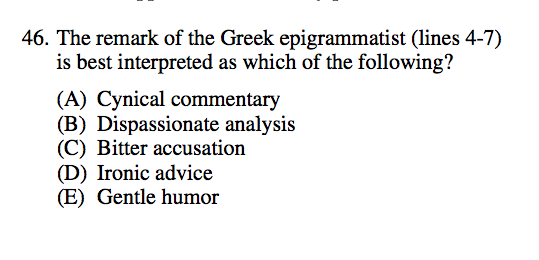 46. The remark of the Greek epigrammatist (lines 4-7)
is best interpreted as which of the following?
(A) Cynical commentary
(B) Dispassionate analysis
(C) Bitter accusation
(D) Ironic advice
(E) Gentle humor